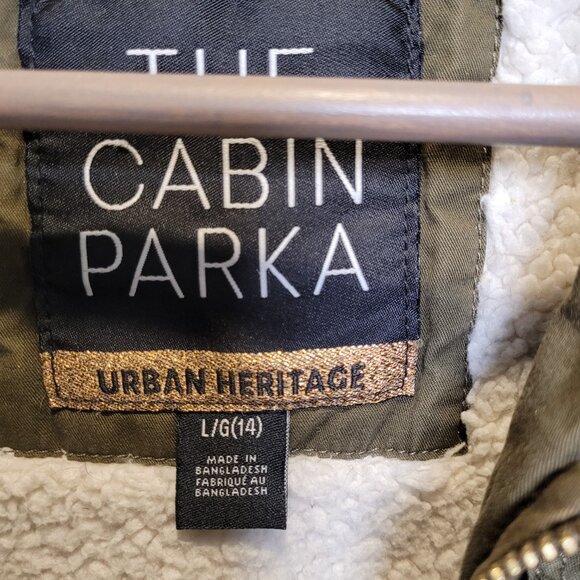 THE
CABIN
PARKA
URBAN HERITAGE
L/G(14)
MADE IN
BANGLADESH
FABRIQUÉ AU
BANGLADESH